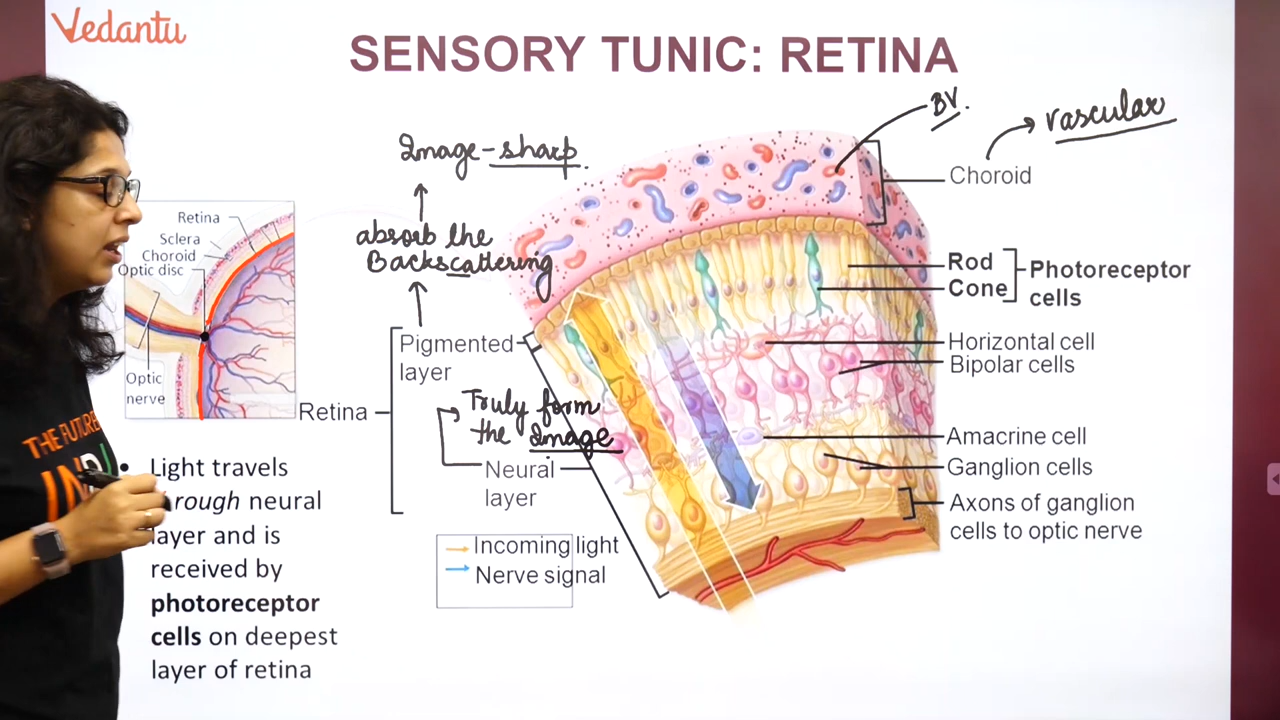 Vedantu
SENSORY TUNIC: RETINA
BV.
vascular
Image-sharp.
Choroid
absorb the
Backscattering
Retina
Sclera
Choroid
Optic disc
Rod
Cone
Photoreceptor
cells
Pigmented
layer
Horizontal cell
Bipolar cells
Optic
nerve
Retina
Truly form
the Image
Neural
layer
Amacrine cell
Ganglion cells
Axons of ganglion
cells to optic nerve
Incoming light
Nerve signal
• Light travels
neural
layer and is
received by
photoreceptor
cells on deepest
layer of retina
THE FUTURE